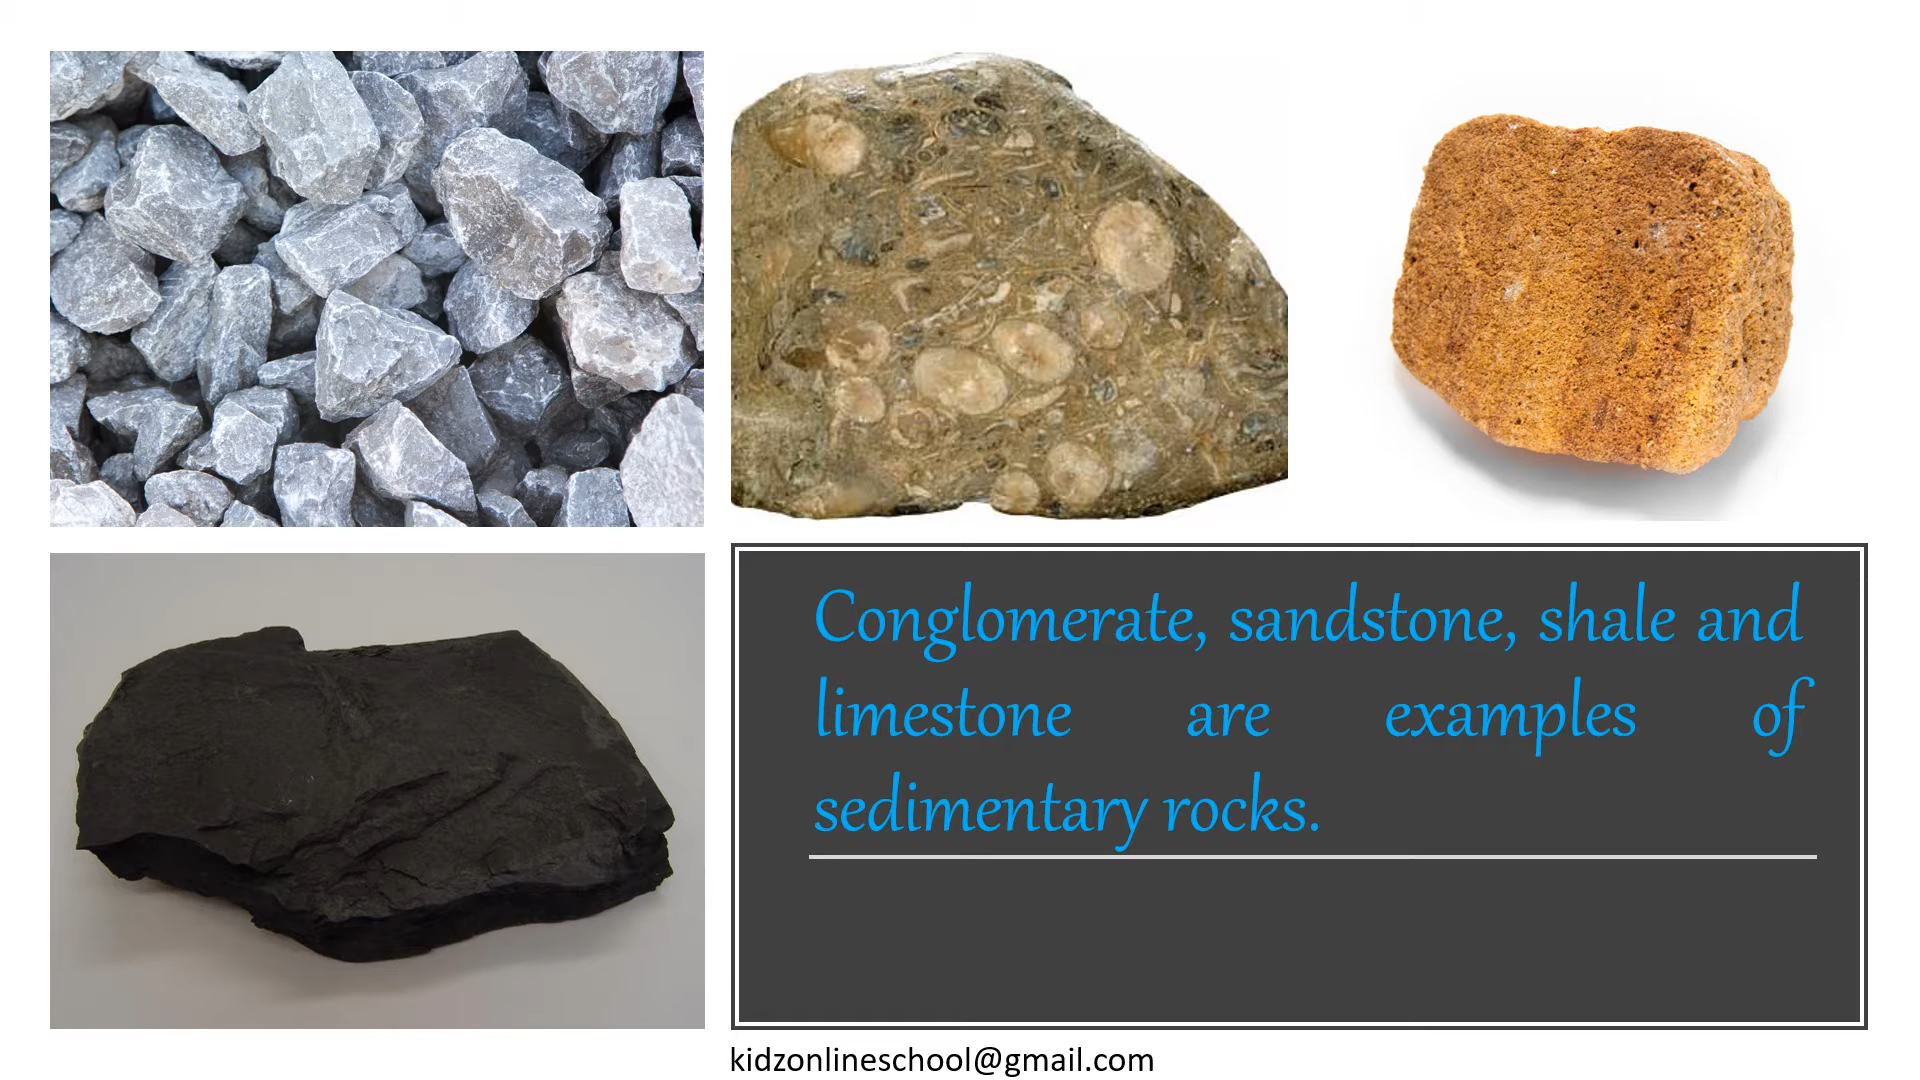 Conglomerate, sandstone, shale and
limestone are examples of
sedimentary rocks.
kidzonlineschool@gmail.com